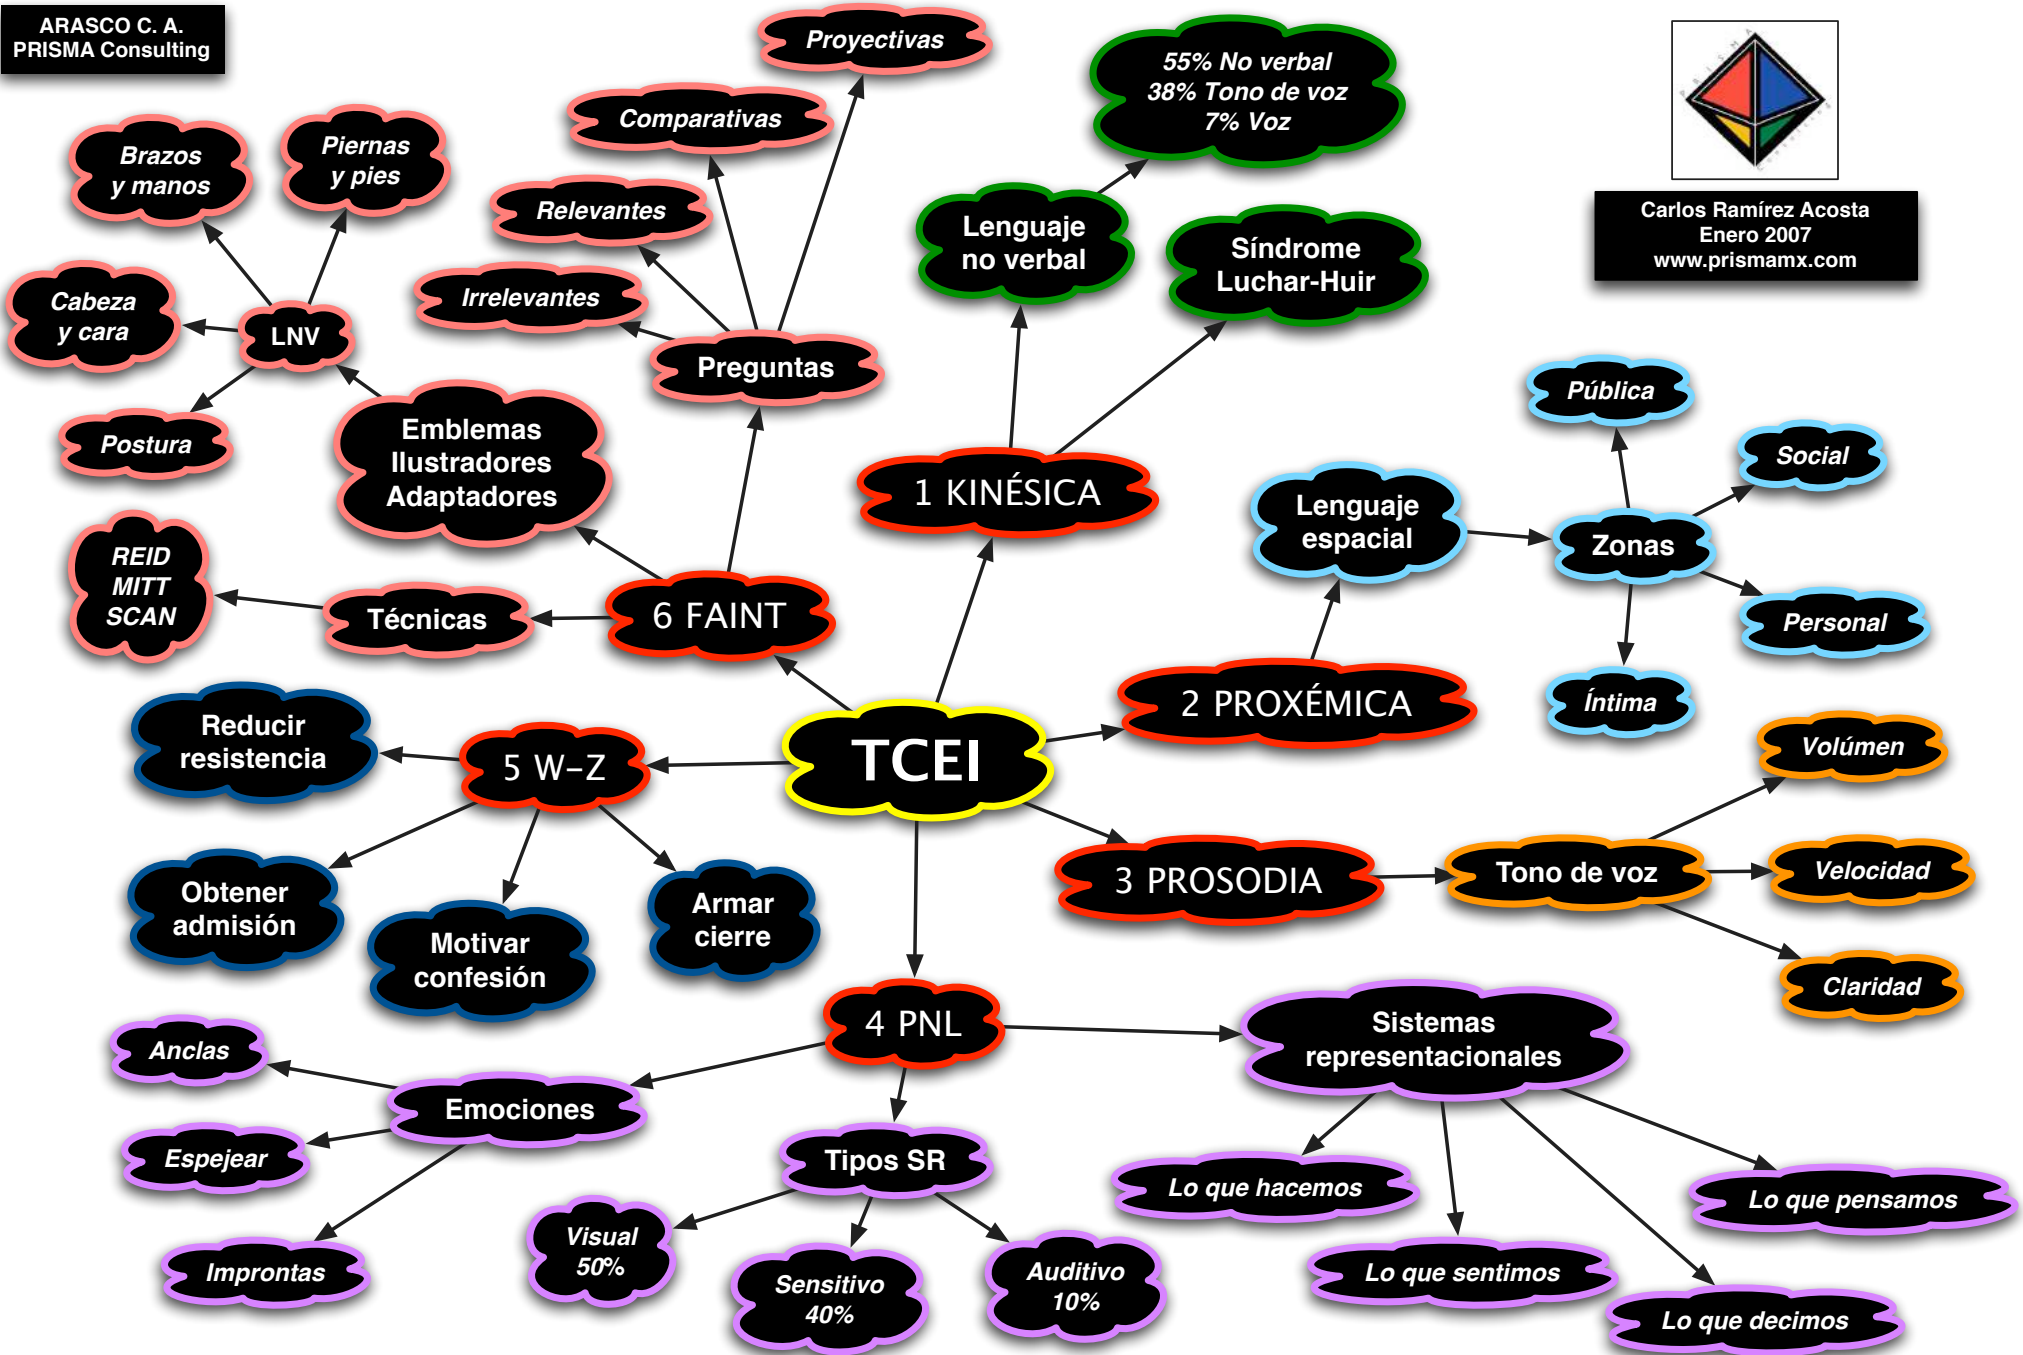 ARASCO C. A.
PRISMA Consulting
Proyectivas
55% No verbal
38% Tono de voz
7% Voz
PRISMA
Carlos Ramírez Acosta
Enero 2007
www.prismamx.com
Comparativas
Brazos
y manos
Piernas
y pies
Relevantes
Lenguaje
no verbal
Síndrome
Luchar-Huir
Irrelevantes
Cabeza
y cara
LNV
Preguntas
Pública
Postura
Emblemas
Ilustradores
Adaptadores
1 KINÉSICA
Social
Lenguaje
espacial
Zonas
REID
MITT
SCAN
Técnicas
6 FAINT
Personal
Íntima
2 PROXÉMICA
Reducir
resistencia
5 W-Z
TCEI
Volúmen
Obtener
admisión
Motivar
confesión
Armar
cierre
3 PROSODIA
Tono de voz
Velocidad
Claridad
4 PNL
Sistemas
representacionales
Anclas
Emociones
Espejear
Improntas
Tipos SR
Visual
50%
Sensitivo
40%
Auditivo
10%
Lo que hacemos
Lo que pensamos
Lo que sentimos
Lo que decimos